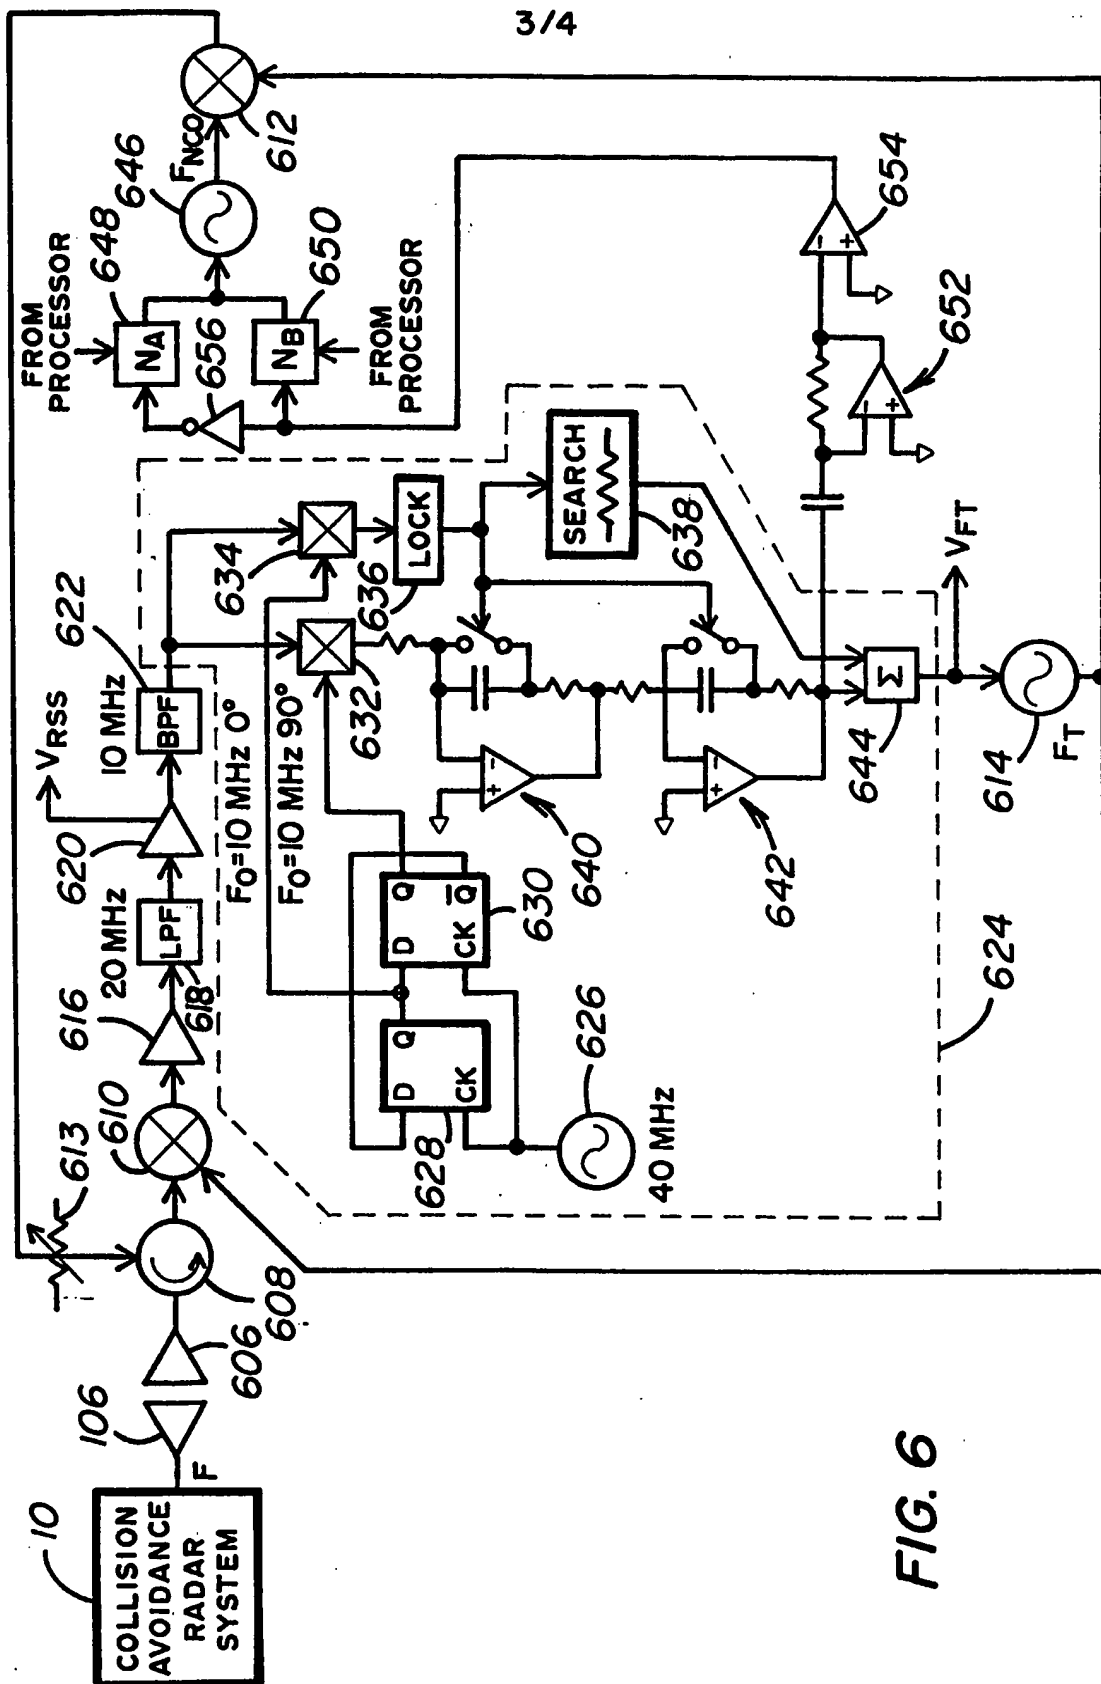 3/4
10
COLLISION
AVOIDANCE
RADAR
SYSTEM
F
106
606
608
613
610
616
20 MHz
LPF
618
620
VRSS
10 MHz
BPF
622
FROM
PROCESSOR
648
NA
646
FNCO
612
656
NB
650
FROM
PROCESSOR
FO=10 MHz 0°
FO=10 MHz 90°
634
632
LOCK
636
SEARCH
638
D
Q
CK
628
D
Q
CK
Q̅
630
626
40 MHz
-
+
640
-
+
642
Σ
644
VFT
614
FT
-
+
652
-
+
654
624
FIG. 6